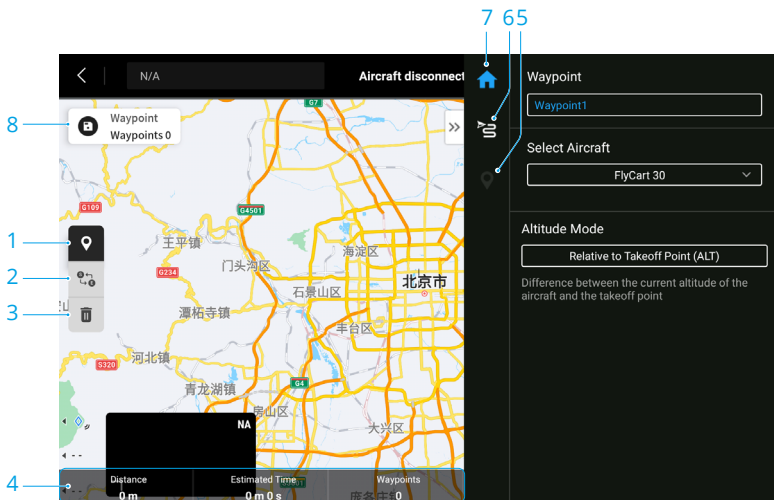 7 6 5
N/A
Aircraft disconnect
Waypoint
Waypoint1
Select Aircraft
FlyCart 30
Altitude Mode
Relative to Takeoff Point (ALT)
Difference between the current altitude of the
aircraft and the takeoff point
8
Waypoint
Waypoints 0
G7
G109
G4501
1
王平镇
海淀区
门头沟区
2
G234
北京市
石景山区
3
潭柘寺镇
丰台区
河北镇
S320
青龙湖镇
G4
房山区
NA
大兴区
- -
4
- -
Distance
Estimated Time
Waypoints
0 m
0 m 0 s
0